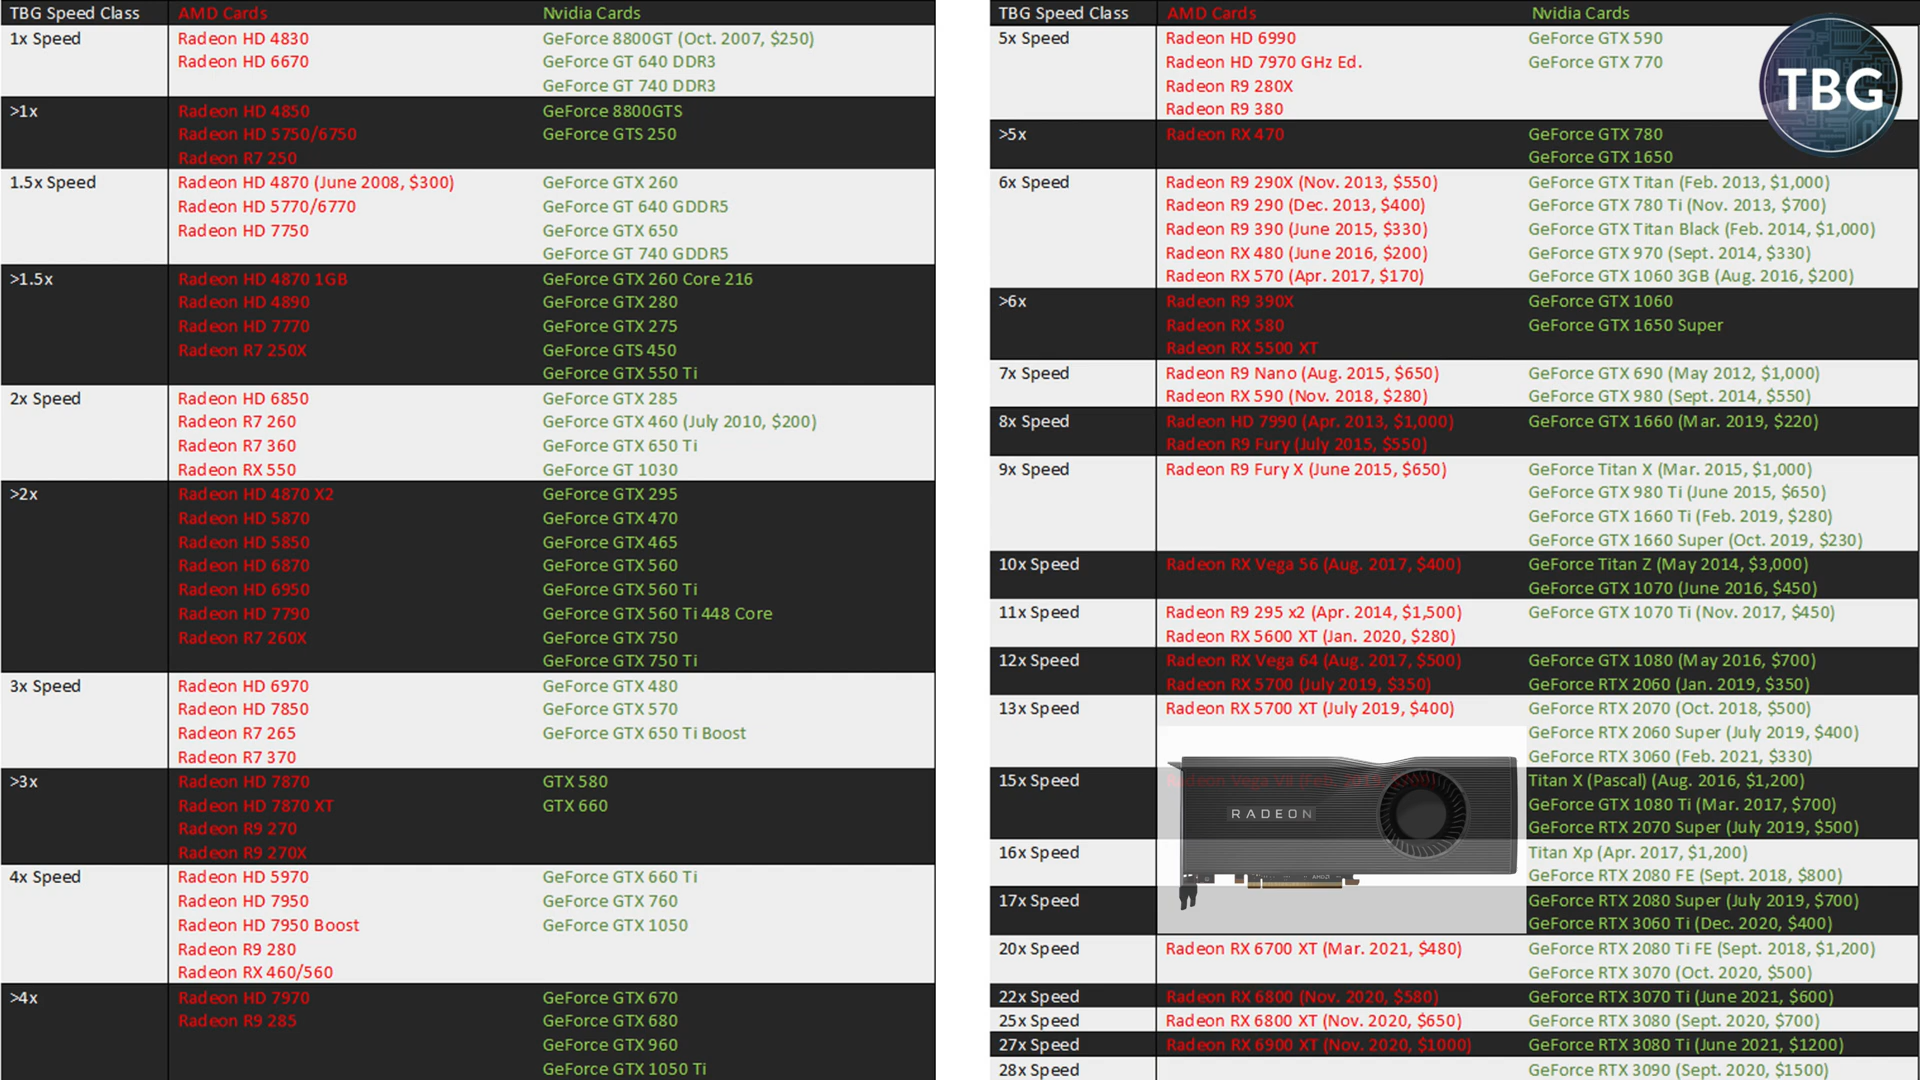 TBG Speed Class AMD Cards Nvidia Cards
1x Speed Radeon HD 4830 GeForce 8800GT (Oct. 2007, $250)
Radeon HD 6670 GeForce GT 640 DDR3
GeForce GT 740 DDR3
>1x Radeon HD 4850 GeForce 8800GTS
Radeon HD 5750/6750 GeForce GTS 250
Radeon R7 250
1.5x Speed Radeon HD 4870 (June 2008, $300) GeForce GTX 260
Radeon HD 5770/6770 GeForce GT 640 GDDR5
Radeon HD 7750 GeForce GTX 650
GeForce GT 740 GDDR5
>1.5x Radeon HD 4870 1GB GeForce GTX 260 Core 216
Radeon HD 4890 GeForce GTX 280
Radeon HD 7770 GeForce GTX 275
Radeon R7 250X GeForce GTS 450
GeForce GTX 550 Ti
2x Speed Radeon HD 6850 GeForce GTX 285
Radeon R7 260 GeForce GTX 460 (July 2010, $200)
Radeon R7 360 GeForce GTX 650 Ti
Radeon RX 550 GeForce GT 1030
>2x Radeon HD 4870 X2 GeForce GTX 295
Radeon HD 5870 GeForce GTX 470
Radeon HD 5850 GeForce GTX 465
Radeon HD 6870 GeForce GTX 560
Radeon HD 6950 GeForce GTX 560 Ti
Radeon HD 7790 GeForce GTX 560 Ti 448 Core
Radeon R7 260X GeForce GTX 750
GeForce GTX 750 Ti
3x Speed Radeon HD 6970 GeForce GTX 480
Radeon HD 7850 GeForce GTX 570
Radeon R7 265 GeForce GTX 650 Ti Boost
Radeon R7 370
>3x Radeon HD 7870 GTX 580
Radeon HD 7870 XT GTX 660
Radeon R9 270
Radeon R9 270X
4x Speed Radeon HD 5970 GeForce GTX 660 Ti
Radeon HD 7950 GeForce GTX 760
Radeon HD 7950 Boost GeForce GTX 1050
Radeon R9 280
Radeon RX 460/560
>4x Radeon HD 7970 GeForce GTX 670
Radeon R9 285 GeForce GTX 680
GeForce GTX 960
GeForce GTX 1050 Ti
TBG Speed Class AMD Cards Nvidia Cards
5x Speed Radeon HD 6990 GeForce GTX 590
Radeon HD 7970 GHz Ed. GeForce GTX 770
Radeon R9 280X
Radeon R9 380
TBG
>5x Radeon RX 470 GeForce GTX 780
GeForce GTX 1650
6x Speed Radeon R9 290X (Nov. 2013, $550) GeForce GTX Titan (Feb. 2013, $1,000)
Radeon R9 290 (Dec. 2013, $400) GeForce GTX 780 Ti (Nov. 2013, $700)
Radeon R9 390 (June 2015, $330) GeForce GTX Titan Black (Feb. 2014, $1,000)
Radeon RX 480 (June 2016, $200) GeForce GTX 970 (Sept. 2014, $330)
Radeon RX 570 (Apr. 2017, $170) GeForce GTX 1060 3GB (Aug. 2016, $200)
>6x Radeon R9 390X GeForce GTX 1060
Radeon RX 580 GeForce GTX 1650 Super
Radeon RX 5500 XT
7x Speed Radeon R9 Nano (Aug. 2015, $650) GeForce GTX 690 (May 2012, $1,000)
Radeon RX 590 (Nov. 2018, $280) GeForce GTX 980 (Sept. 2014, $550)
8x Speed Radeon HD 7990 (Apr. 2013, $1,000) GeForce GTX 1660 (Mar. 2019, $220)
Radeon R9 Fury (July 2015, $550)
9x Speed Radeon R9 Fury X (June 2015, $650) GeForce Titan X (Mar. 2015, $1,000)
GeForce GTX 980 Ti (June 2015, $650)
GeForce GTX 1660 Ti (Feb. 2019, $280)
GeForce GTX 1660 Super (Oct. 2019, $230)
10x Speed Radeon RX Vega 56 (Aug. 2017, $400) GeForce Titan Z (May 2014, $3,000)
GeForce GTX 1070 (June 2016, $450)
11x Speed Radeon R9 295 x2 (Apr. 2014, $1,500) GeForce GTX 1070 Ti (Nov. 2017, $450)
Radeon RX 5600 XT (Jan. 2020, $280)
12x Speed Radeon RX Vega 64 (Aug. 2017, $500) GeForce GTX 1080 (May 2016, $700)
Radeon RX 5700 (July 2019, $350) GeForce RTX 2060 (Jan. 2019, $350)
13x Speed Radeon RX 5700 XT (July 2019, $400) GeForce RTX 2070 (Oct. 2018, $500)
GeForce RTX 2060 Super (July 2019, $400)
GeForce RTX 3060 (Feb. 2021, $330)
15x Speed Radeon Vega VII (Feb. Titan X (Pascal) (Aug. 2016, $1,200)
GeForce GTX 1080 Ti (Mar. 2017, $700)
RADEON
GeForce RTX 2070 Super (July 2019, $500)
16x Speed Titan Xp (Apr. 2017, $1,200)
GeForce RTX 2080 FE (Sept. 2018, $800)
AMD
17x Speed GeForce RTX 2080 Super (July 2019, $700)
GeForce RTX 3060 Ti (Dec. 2020, $400)
20x Speed Radeon RX 6700 XT (Mar. 2021, $480) GeForce RTX 2080 Ti FE (Sept. 2018, $1,200)
GeForce RTX 3070 (Oct. 2020, $500)
22x Speed Radeon RX 6800 (Nov. 2020, $580) GeForce RTX 3070 Ti (June 2021, $600)
25x Speed Radeon RX 6800 XT (Nov. 2020, $650) GeForce RTX 3080 (Sept. 2020, $700)
27x Speed Radeon RX 6900 XT (Nov. 2020, $1000) GeForce RTX 3080 Ti (June 2021, $1200)
28x Speed GeForce RTX 3090 (Sept. 2020, $1500)